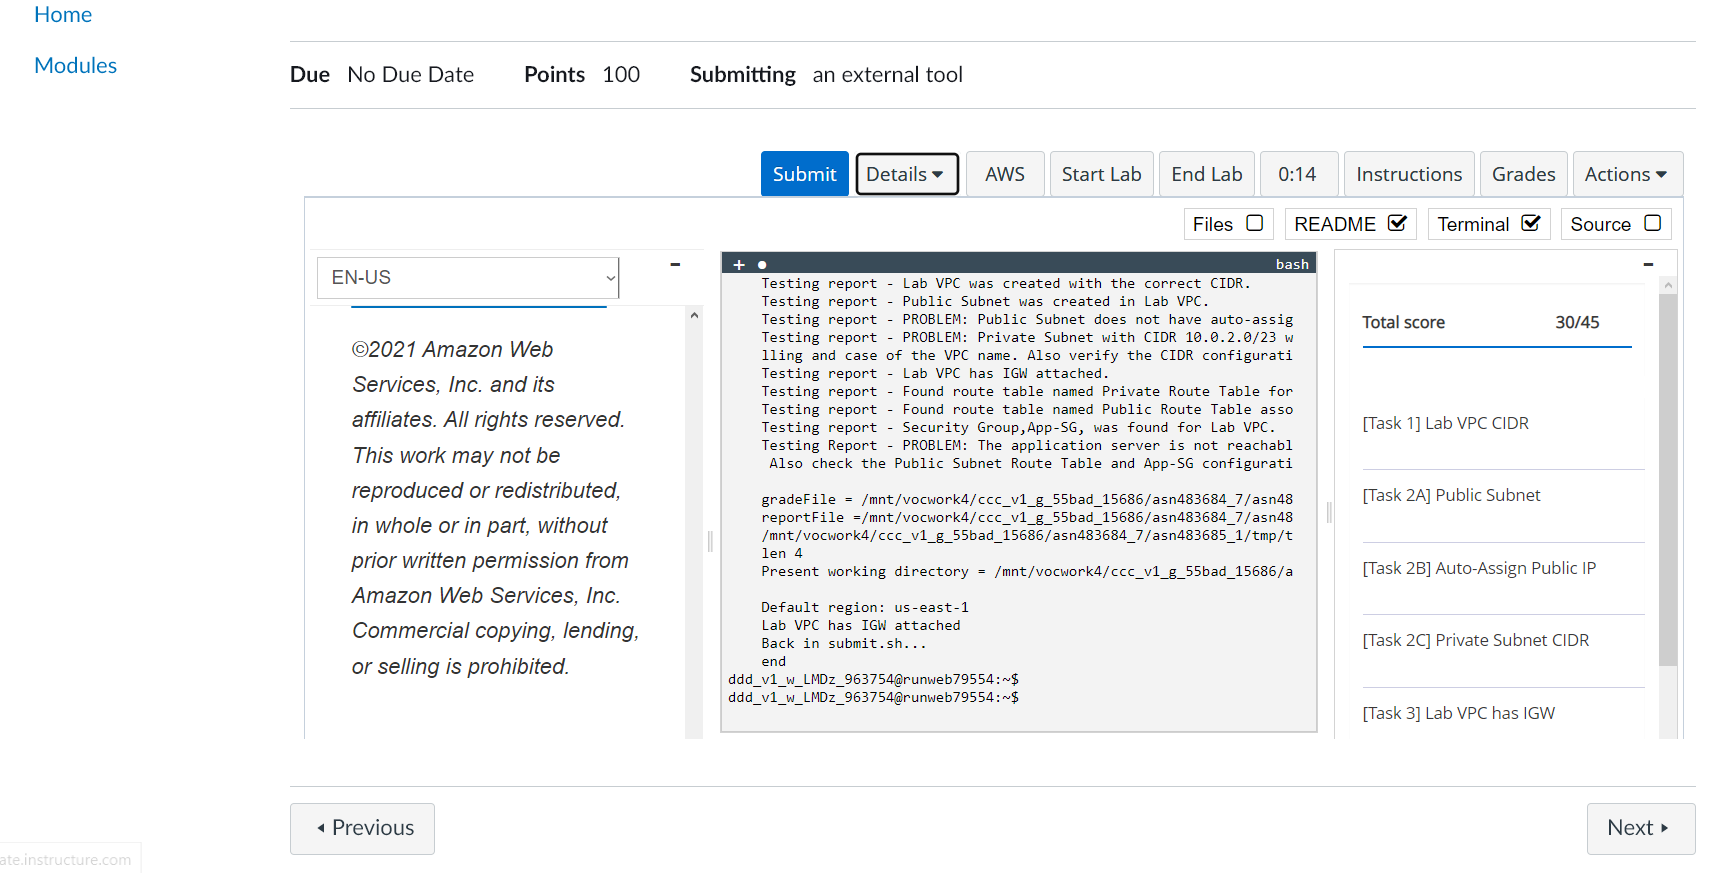 Home
Modules
Due No Due Date Points 100 Submitting an external tool
Submit Details AWS Start Lab End Lab 0:14 Instructions Grades Actions
Files README Terminal Source
EN-US
©2021 Amazon Web
Services, Inc. and its
affiliates. All rights reserved.
This work may not be
reproduced or redistributed,
in whole or in part, without
prior written permission from
Amazon Web Services, Inc.
Commercial copying, lending,
or selling is prohibited.
+ bash
Testing report - Lab VPC was created with the correct CIDR.
Testing report - Public Subnet was created in Lab VPC.
Testing report - PROBLEM: Public Subnet does not have auto-assig
Testing report - PROBLEM: Private Subnet with CIDR 10.0.2.0/23 w
lling and case of the VPC name. Also verify the CIDR configurati
Testing report - Lab VPC has IGW attached.
Testing report - Found route table named Private Route Table for
Testing report - Found route table named Public Route Table asso
Testing report - Security Group,App-SG, was found for Lab VPC.
Testing Report - PROBLEM: The application server is not reachabl
Also check the Public Subnet Route Table and App-SG configurati
gradeFile = /mnt/vocwork4/ccc_v1_g_55bad_15686/asn483684_7/asn48
reportFile =/mnt/vocwork4/ccc_v1_g_55bad_15686/asn483684_7/asn48
/mnt/vocwork4/ccc_v1_g_55bad_15686/asn483684_7/asn483685_1/tmp/t
len 4
Present working directory = /mnt/vocwork4/ccc_v1_g_55bad_15686/a
Default region: us-east-1
Lab VPC has IGW attached
Back in submit.sh...
end
ddd_v1_w_LMDz_963754@runweb79554:~$
ddd_v1_w_LMDz_963754@runweb79554:~$
Total score 30/45
[Task 1] Lab VPC CIDR
[Task 2A] Public Subnet
[Task 2B] Auto-Assign Public IP
[Task 2C] Private Subnet CIDR
[Task 3] Lab VPC has IGW
Previous
Next
ate.instructure.com